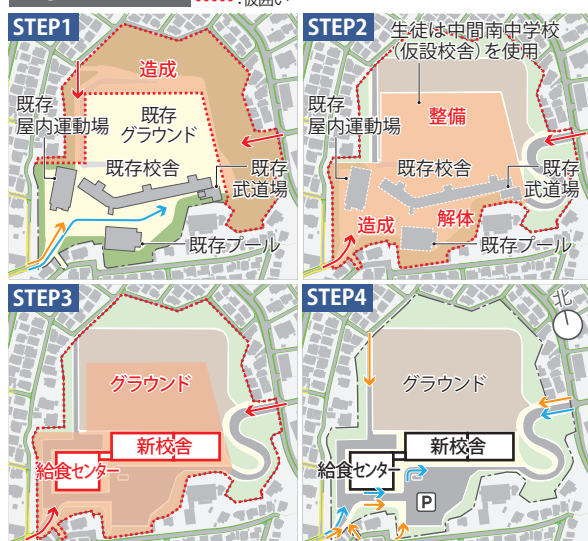 :仮囲い
STEP1
造成
既存
屋内運動場
既存
グラウンド
既存校舎
既存
武道場
既存プール
STEP2
生徒は中間南中学校
(仮設校舎)を使用
既存
屋内運動場
整備
既存校舎
既存
武道場
造成
解体
既存プール
STEP3
グラウンド
新校舎
給食センター
STEP4
北
グラウンド
新校舎
給食センター
P